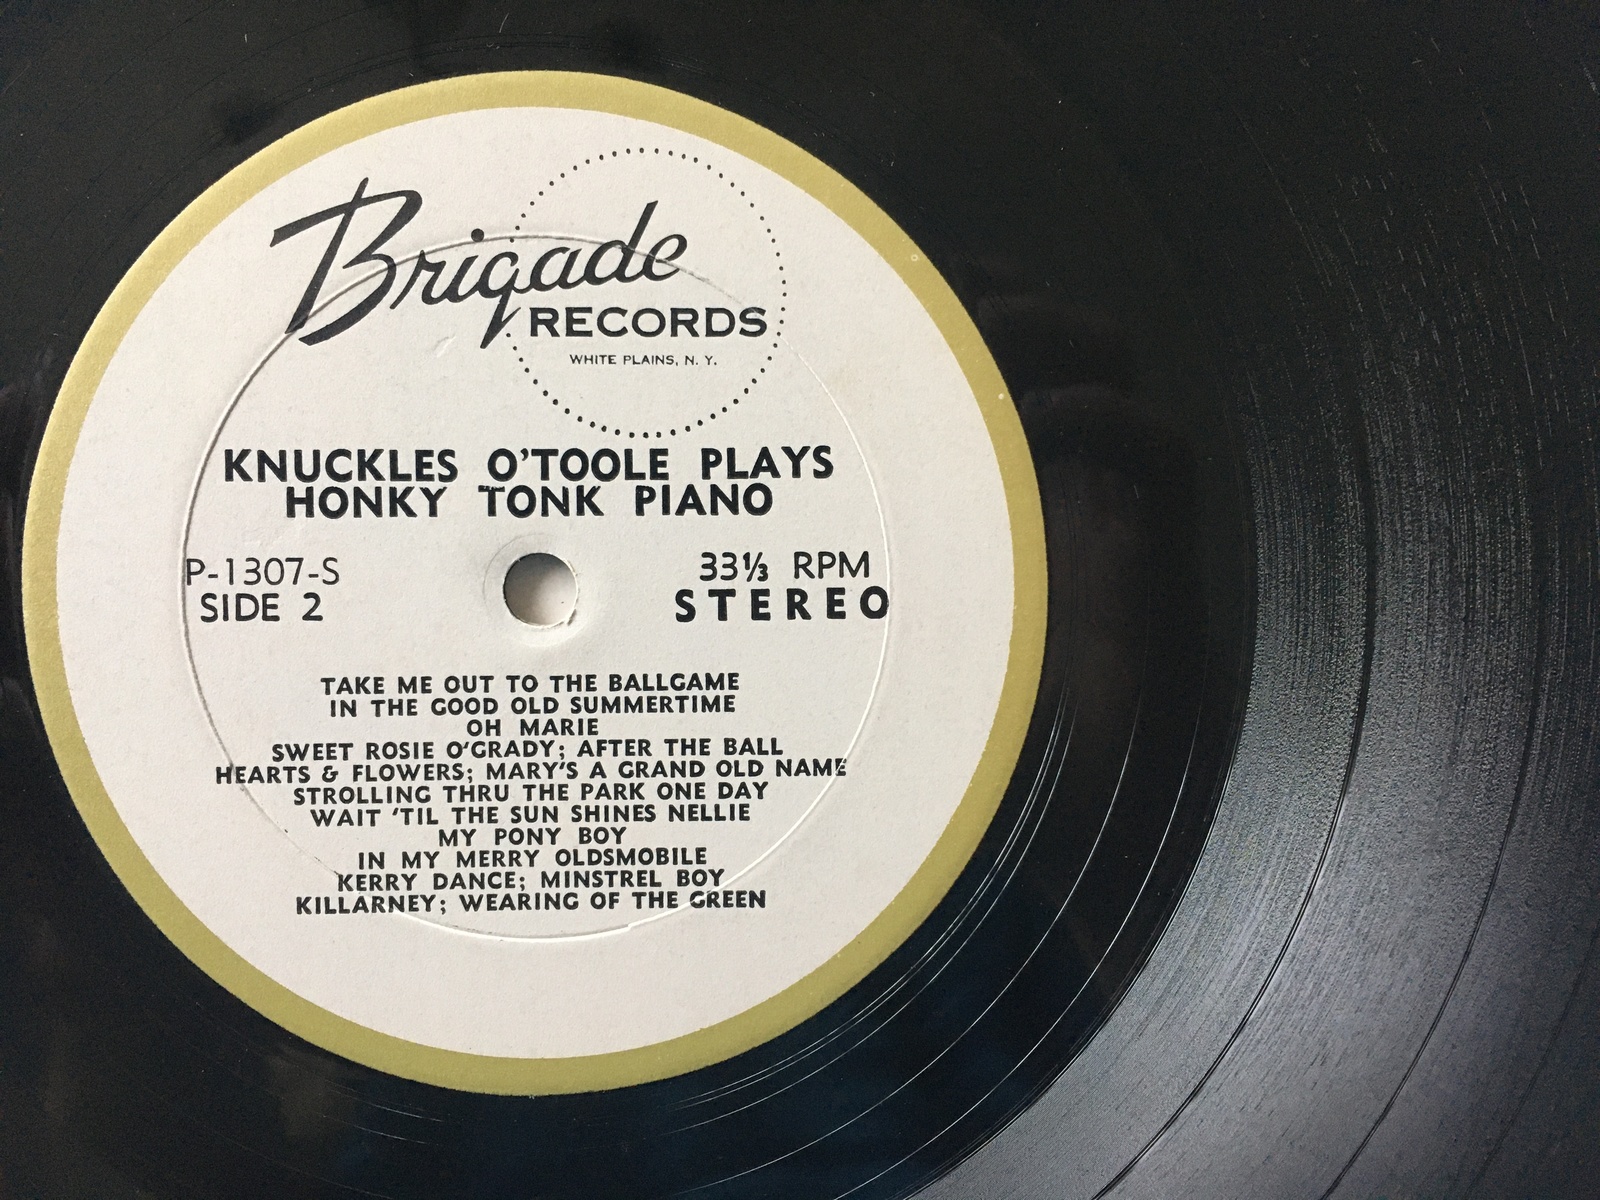 Brigade
RECORDS
WHITE PLAINS, N. Y.
KNUCKLES O'TOOLE PLAYS
HONKY TONK PIANO
P-1307-S
SIDE 2
33⅓ RPM
STEREO
TAKE ME OUT TO THE BALLGAME
IN THE GOOD OLD SUMMERTIME
OH MARIE
SWEET ROSIE O'GRADY; AFTER THE BALL
HEARTS & FLOWERS; MARY'S A GRAND OLD NAME
STROLLING THRU THE PARK ONE DAY
WAIT 'TIL THE SUN SHINES NELLIE
MY PONY BOY
IN MY MERRY OLDSMOBILE
KERRY DANCE; MINSTREL BOY
KILLARNEY; WEARING OF THE GREEN